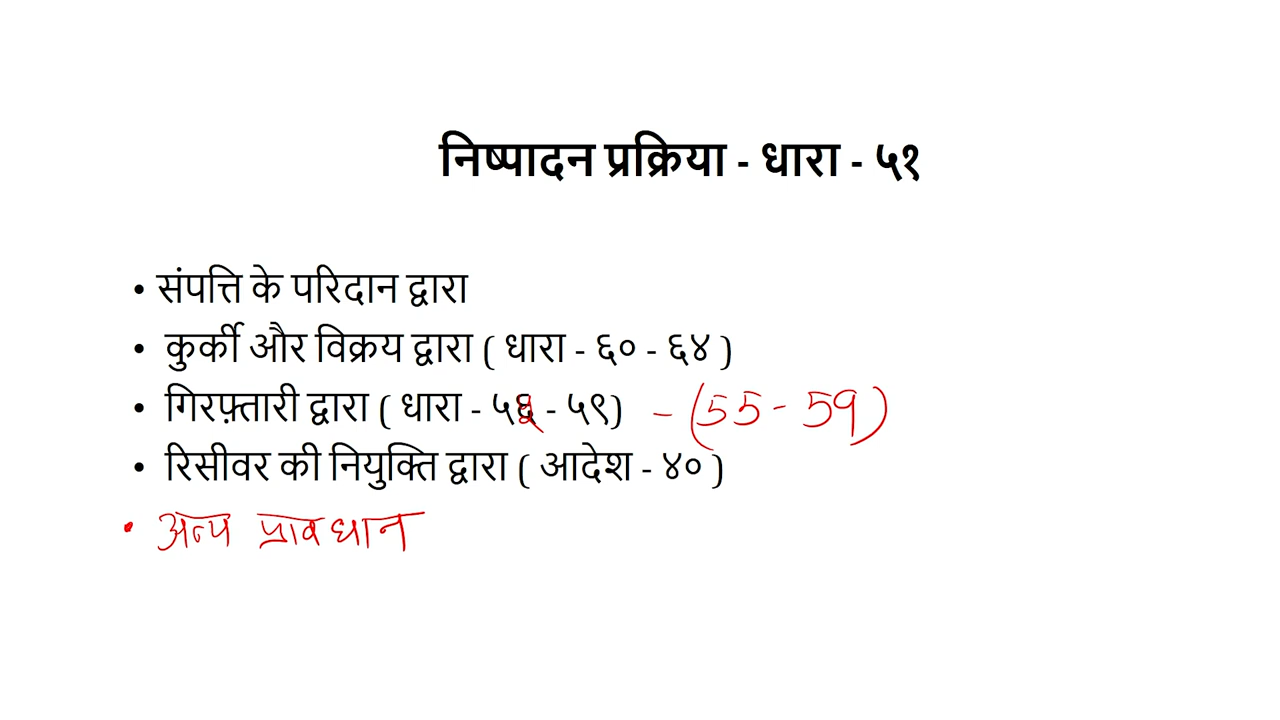 निष्पादन प्रक्रिया - धारा - ५१
• संपत्ति के परिदान द्वारा
• कुर्की और विक्रय द्वारा ( धारा - ६० - ६४ )
• गिरफ़्तारी द्वारा ( धारा - ५६ - ५९) - (55 - 59)
• रिसीवर की नियुक्ति द्वारा ( आदेश - ४० )
• अन्य प्रावधान